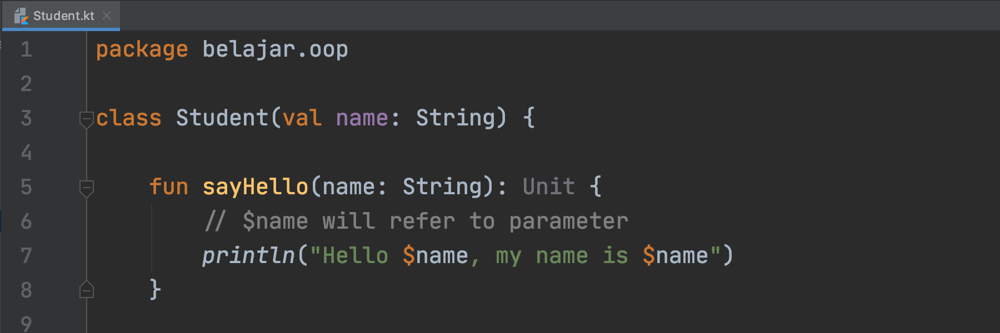 Student.kt
1 package belajar.oop
2
3 class Student(val name: String) {
4
5     fun sayHello(name: String): Unit {
6         // $name will refer to parameter
7         println("Hello $name, my name is $name")
8     }
9